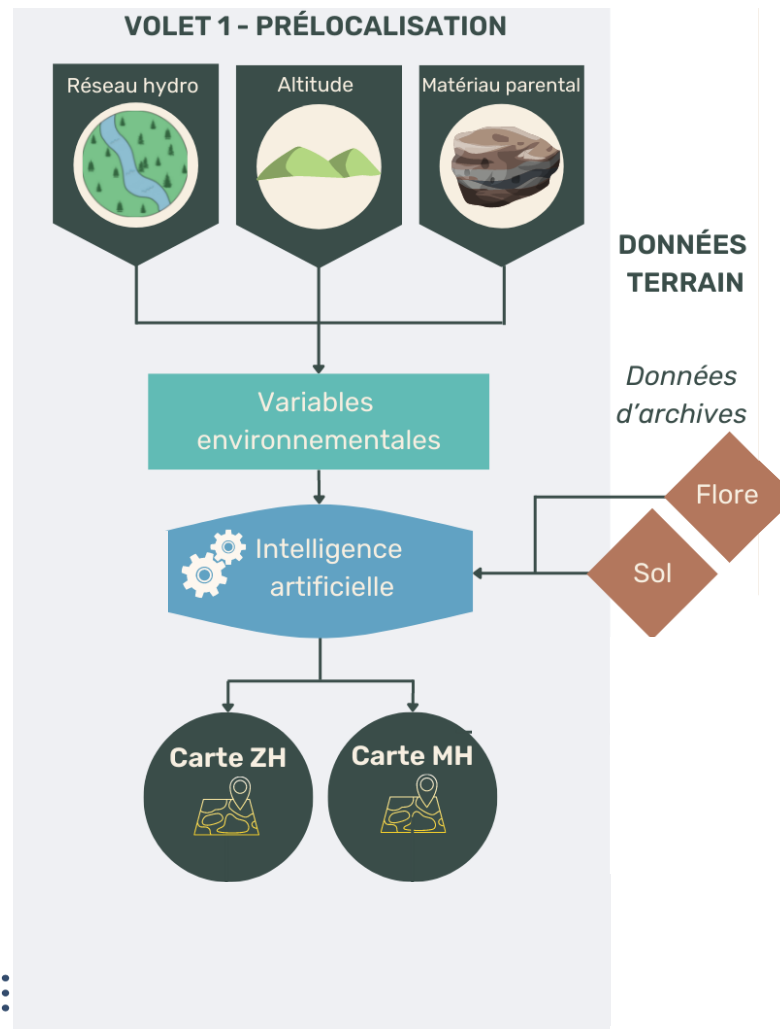 VOLET 1 - PRÉLOCALISATION
Réseau hydro
Altitude
Matériau parental
DONNÉES
TERRAIN
Variables
environnementales
Données
d'archives
Flore
Intelligence
artificielle
Sol
Carte ZH
Carte MH